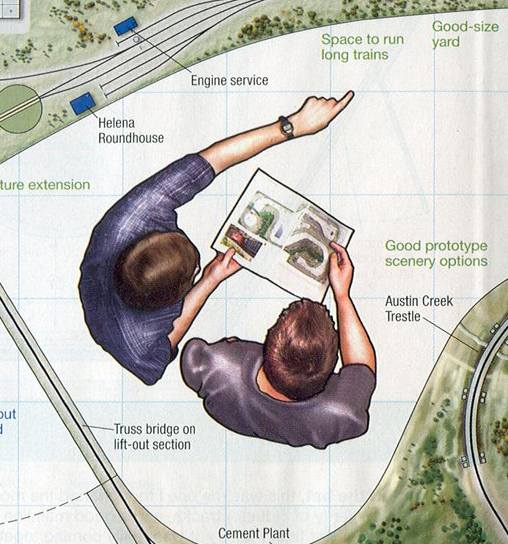 Good-size
yard
Space to run
long trains
Engine service
Helena
Roundhouse
ture extension
Good prototype
scenery options
Austin Creek
Trestle
out
Truss bridge on
lift-out section
Cement Plant